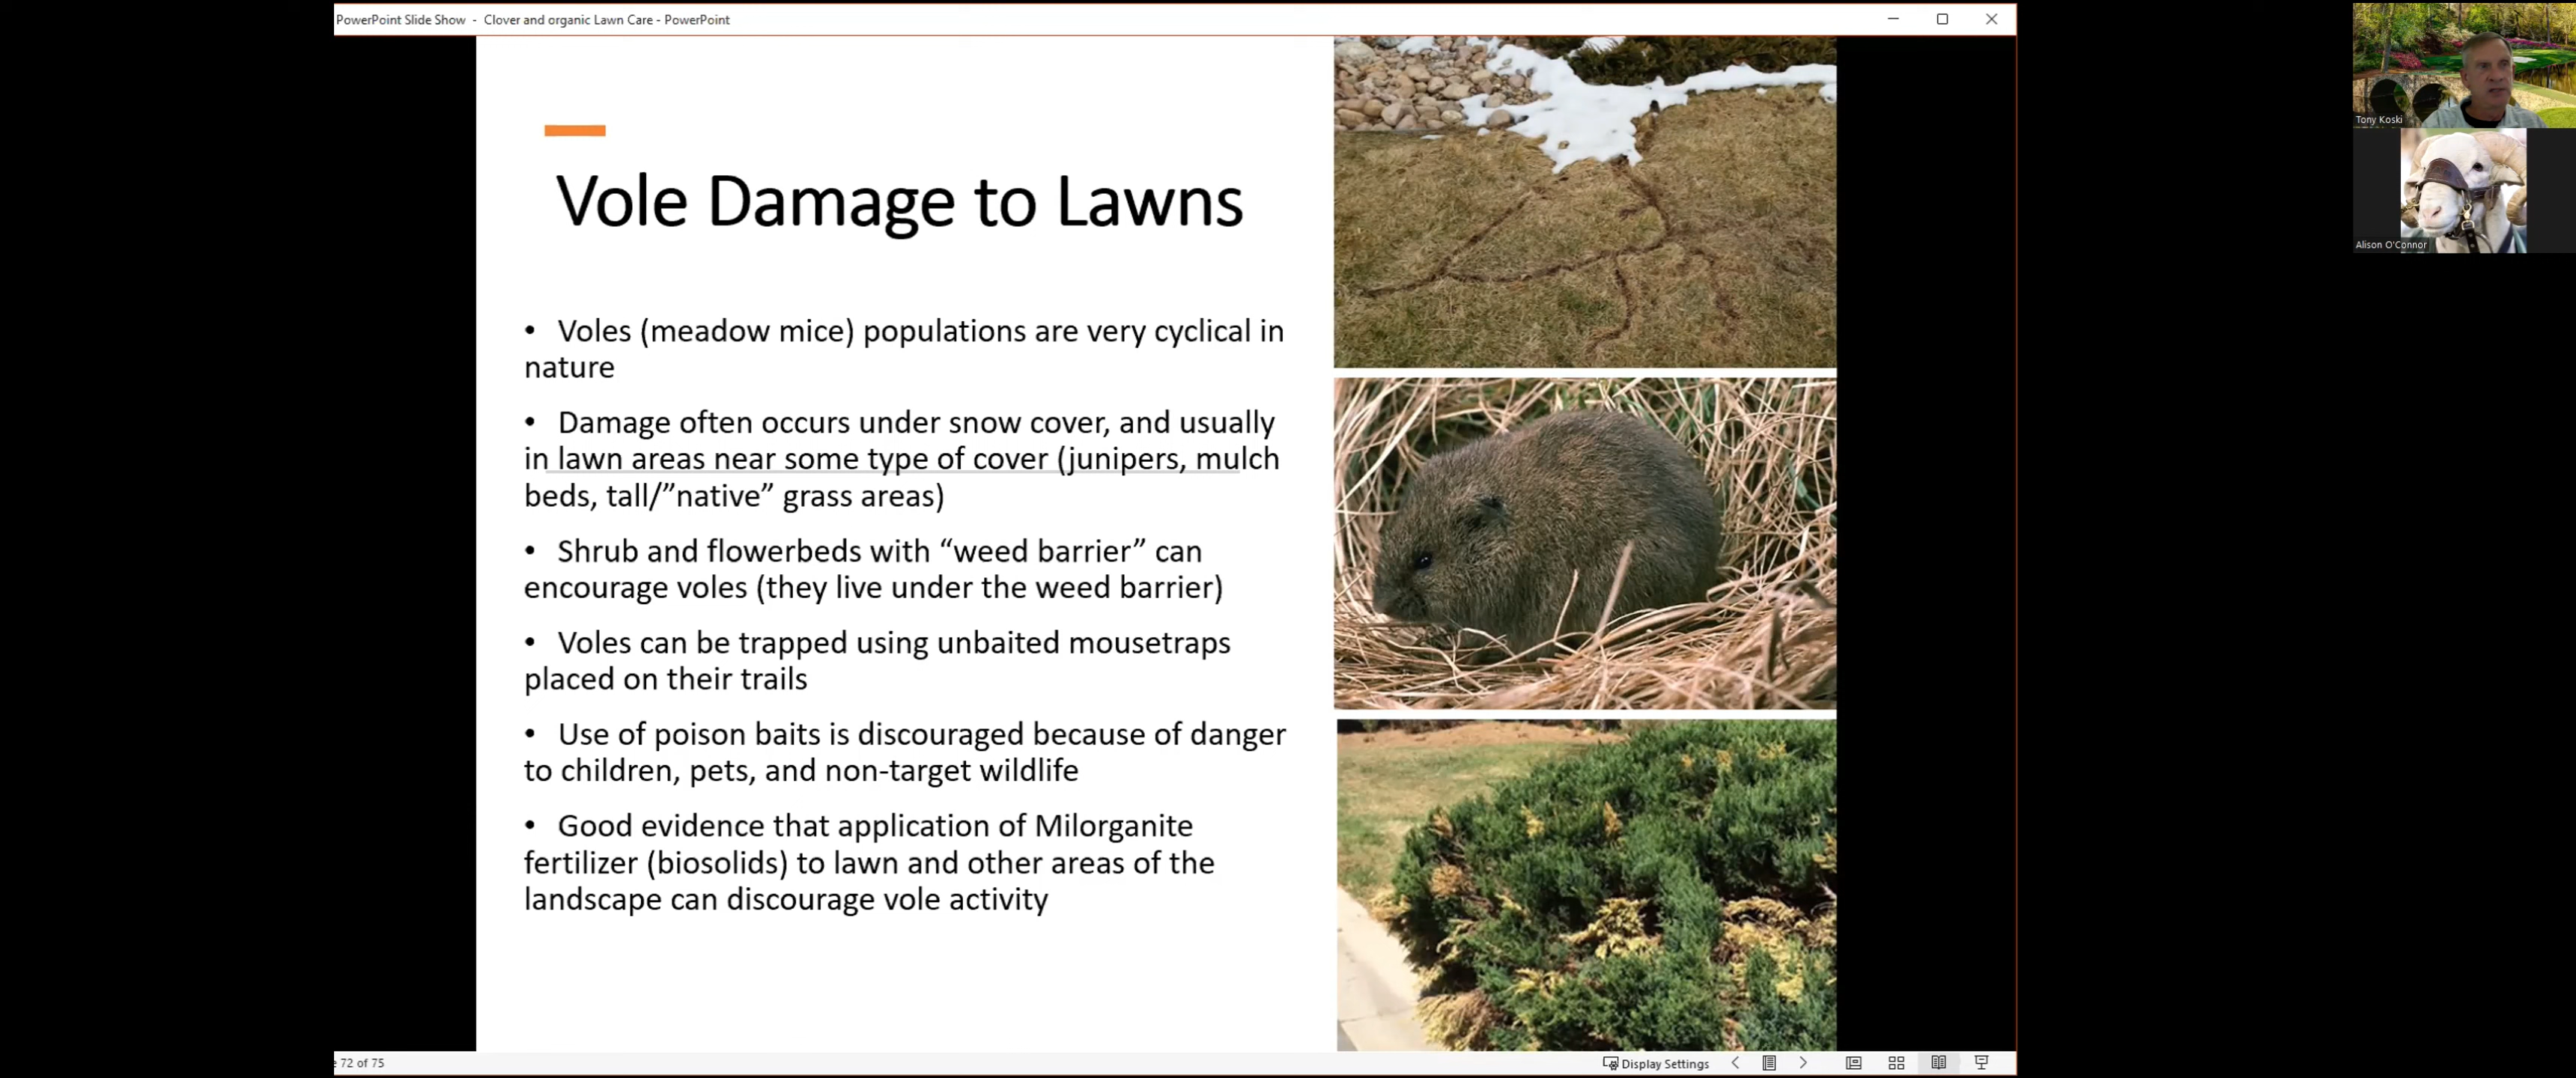 PowerPoint Slide Show - Clover and organic Lawn Care - PowerPoint
Tony Koski
Alison O'Connor
Vole Damage to Lawns
• Voles (meadow mice) populations are very cyclical in
nature
• Damage often occurs under snow cover, and usually
in lawn areas near some type of cover (junipers, mulch
beds, tall/”native” grass areas)
• Shrub and flowerbeds with “weed barrier” can
encourage voles (they live under the weed barrier)
• Voles can be trapped using unbaited mousetraps
placed on their trails
• Use of poison baits is discouraged because of danger
to children, pets, and non-target wildlife
• Good evidence that application of Milorganite
fertilizer (biosolids) to lawn and other areas of the
landscape can discourage vole activity
72 of 75
Display Settings